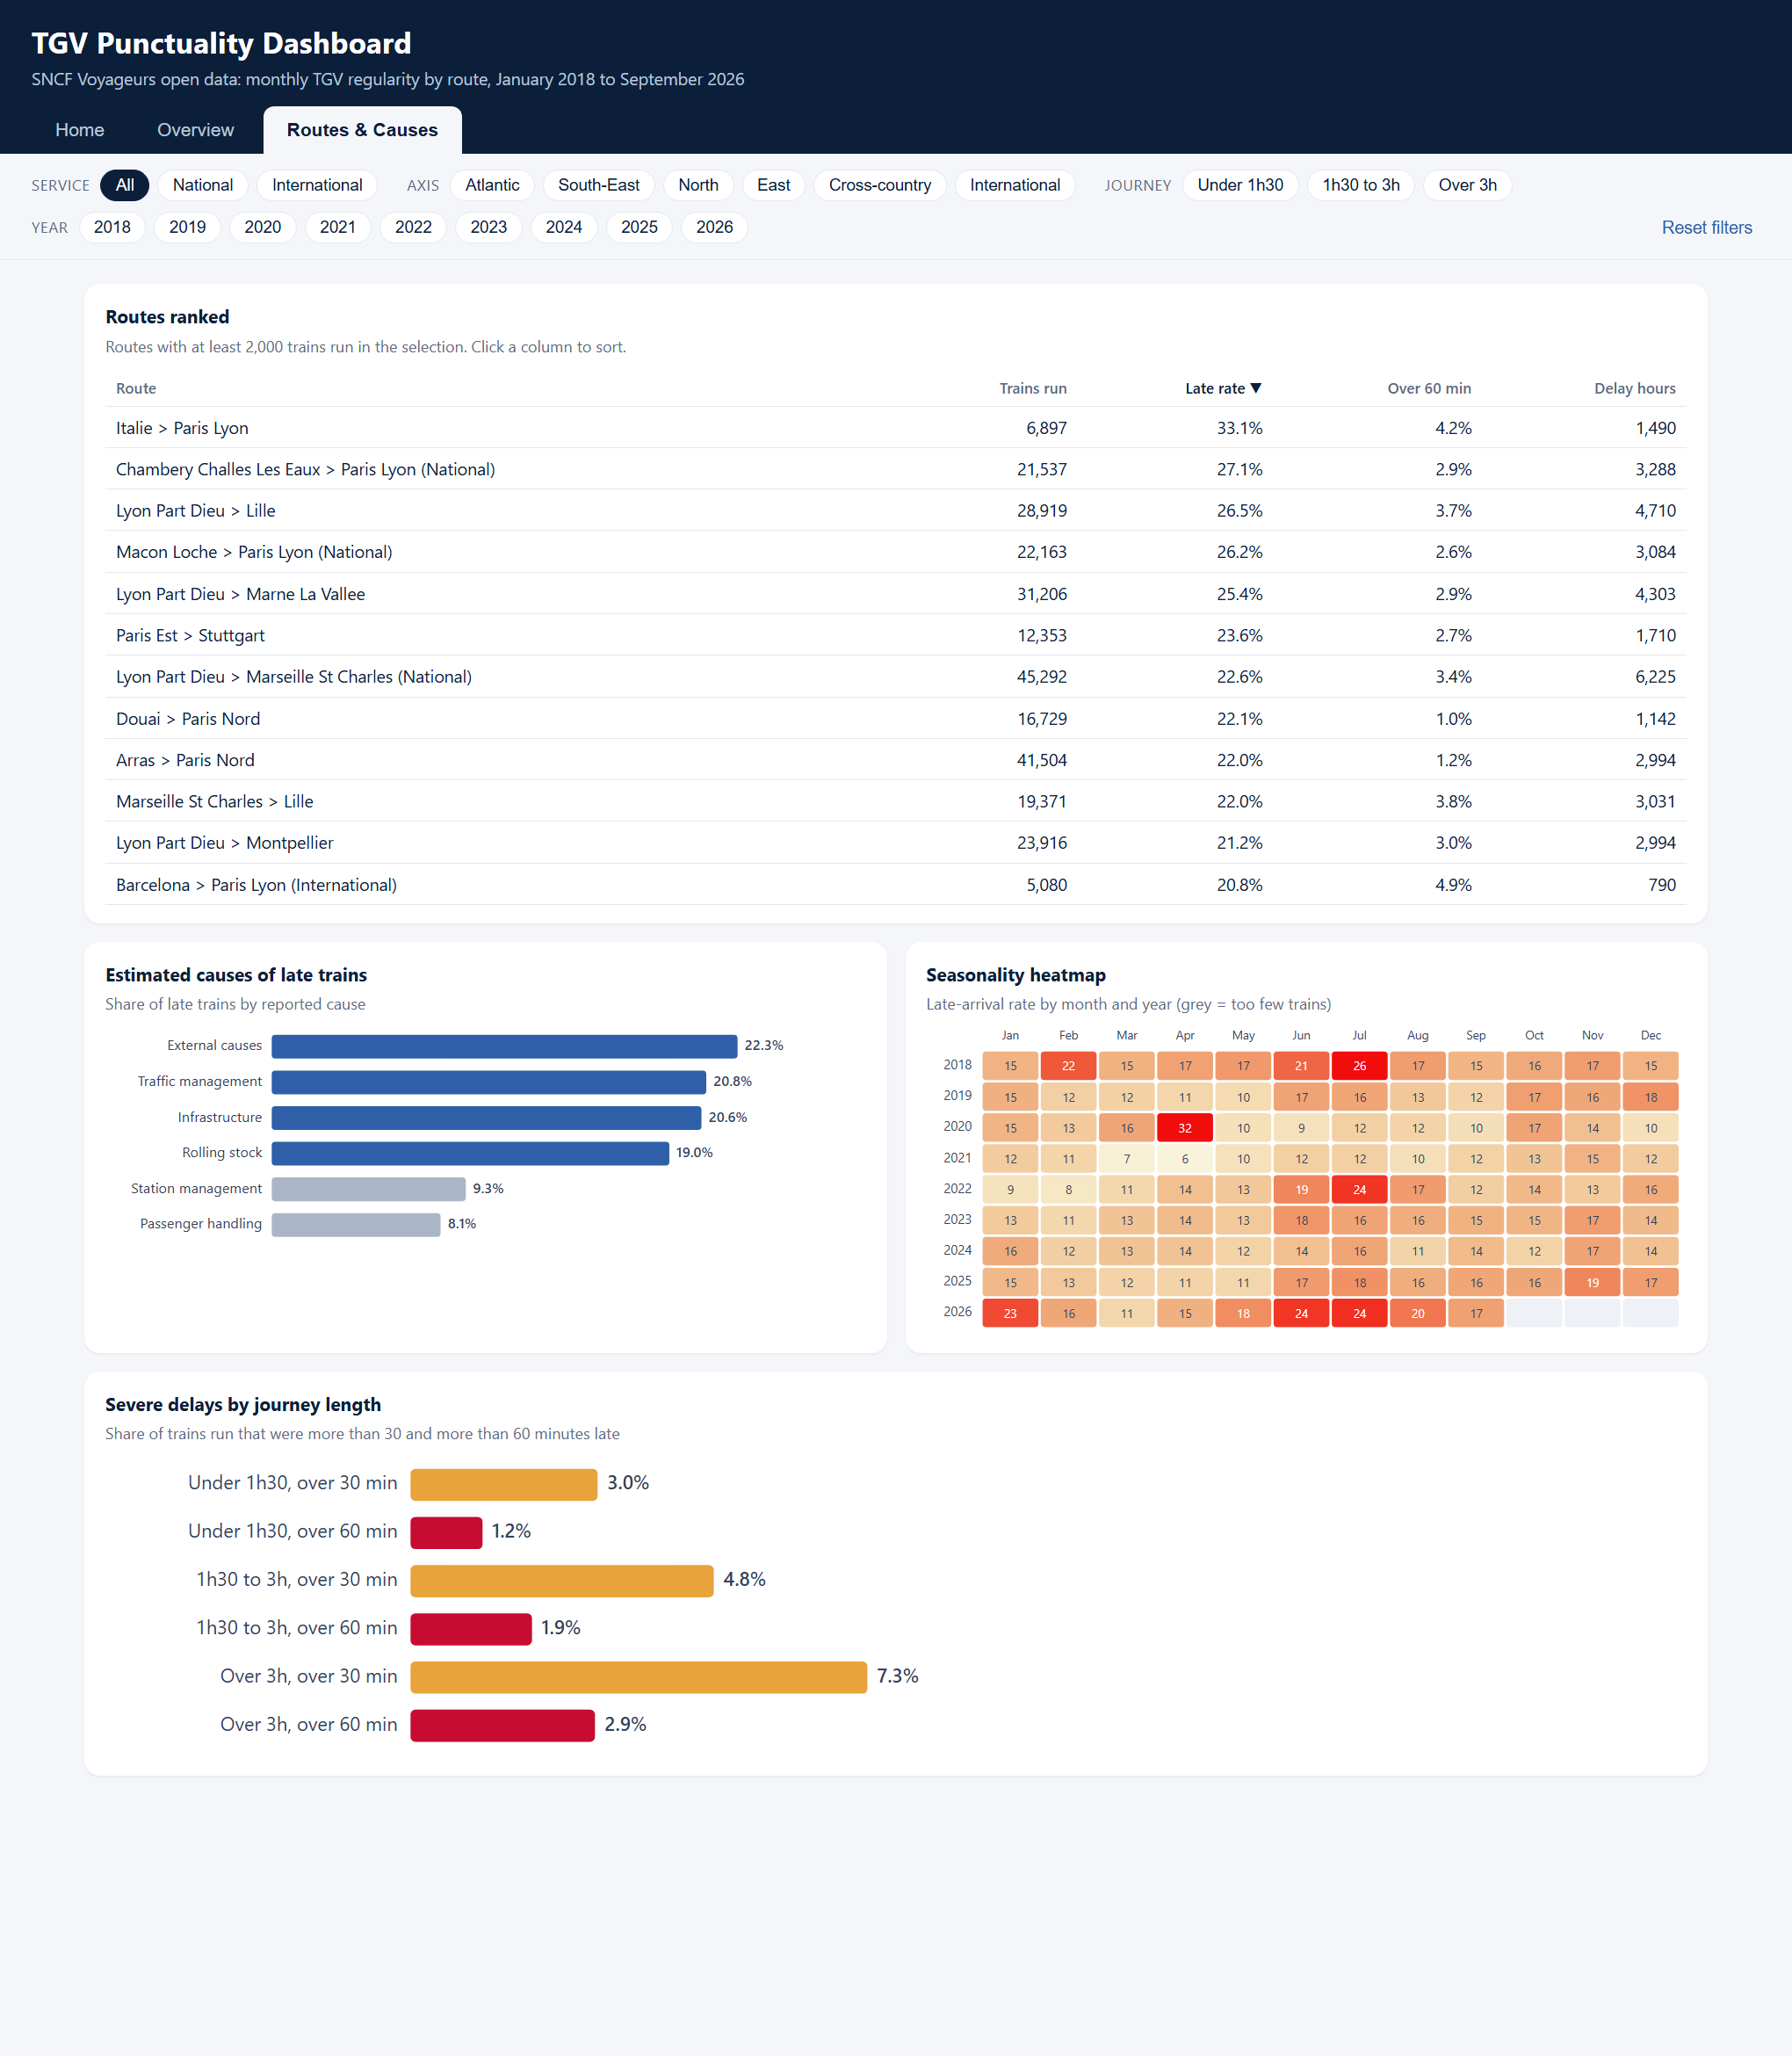 TGV Punctuality Dashboard
SNCF Voyageurs open data: monthly TGV regularity by route, January 2018 to September 2026
Home Overview Routes & Causes
SERVICE All National International AXIS Atlantic South-East North East Cross-country International JOURNEY Under 1h30 1h30 to 3h Over 3h
YEAR 2018 2019 2020 2021 2022 2023 2024 2025 2026 Reset filters
Routes ranked
Routes with at least 2,000 trains run in the selection. Click a column to sort.
Route Trains run Late rate ▼ Over 60 min Delay hours
Italie > Paris Lyon 6,897 33.1% 4.2% 1,490
Chambery Challes Les Eaux > Paris Lyon (National) 21,537 27.1% 2.9% 3,288
Lyon Part Dieu > Lille 28,919 26.5% 3.7% 4,710
Macon Loche > Paris Lyon (National) 22,163 26.2% 2.6% 3,084
Lyon Part Dieu > Marne La Vallee 31,206 25.4% 2.9% 4,303
Paris Est > Stuttgart 12,353 23.6% 2.7% 1,710
Lyon Part Dieu > Marseille St Charles (National) 45,292 22.6% 3.4% 6,225
Douai > Paris Nord 16,729 22.1% 1.0% 1,142
Arras > Paris Nord 41,504 22.0% 1.2% 2,994
Marseille St Charles > Lille 19,371 22.0% 3.8% 3,031
Lyon Part Dieu > Montpellier 23,916 21.2% 3.0% 2,994
Barcelona > Paris Lyon (International) 5,080 20.8% 4.9% 790
Estimated causes of late trains
Share of late trains by reported cause
External causes 22.3%
Traffic management 20.8%
Infrastructure 20.6%
Rolling stock 19.0%
Station management 9.3%
Passenger handling 8.1%
Seasonality heatmap
Late-arrival rate by month and year (grey = too few trains)
Jan Feb Mar Apr May Jun Jul Aug Sep Oct Nov Dec
2018 15 22 15 17 17 21 26 17 15 16 17 15
2019 15 12 12 11 10 17 16 13 12 17 16 18
2020 15 13 16 32 10 9 12 12 10 17 14 10
2021 12 11 7 6 10 12 12 10 12 13 15 12
2022 9 8 11 14 13 19 24 17 12 14 13 16
2023 13 11 13 14 13 18 16 16 15 15 17 14
2024 16 12 13 14 12 14 16 11 14 12 17 14
2025 15 13 12 11 11 17 18 16 16 16 19 17
2026 23 16 11 15 18 24 24 20 17
Severe delays by journey length
Share of trains run that were more than 30 and more than 60 minutes late
Under 1h30, over 30 min 3.0%
Under 1h30, over 60 min 1.2%
1h30 to 3h, over 30 min 4.8%
1h30 to 3h, over 60 min 1.9%
Over 3h, over 30 min 7.3%
Over 3h, over 60 min 2.9%